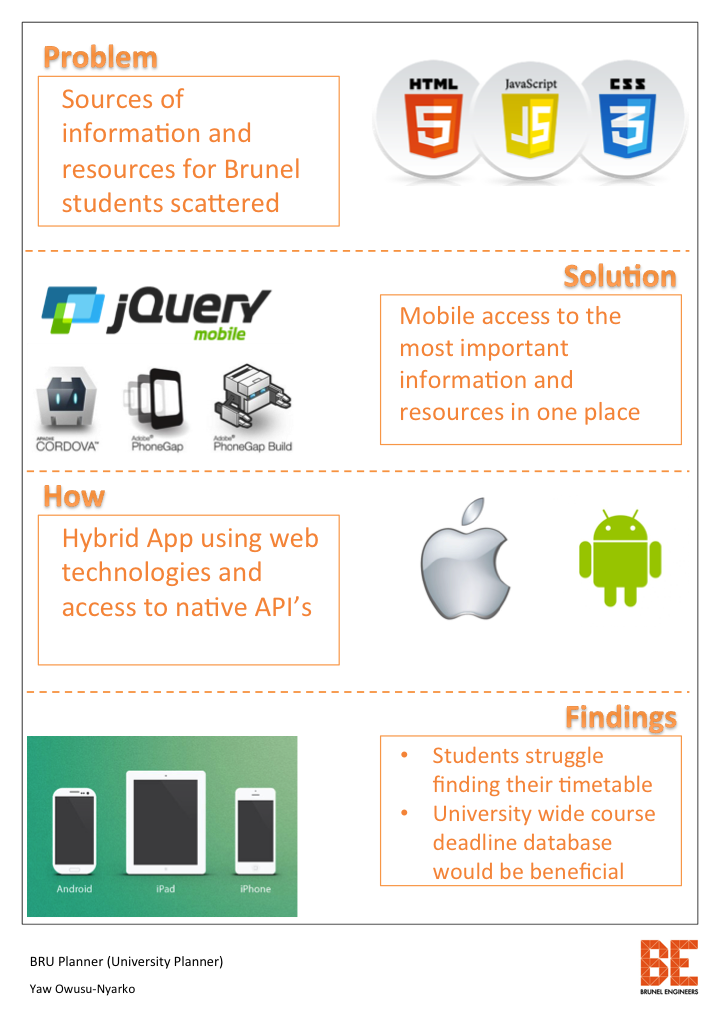 Problem
Sources of
information and
resources for Brunel
students scattered
HTML
5
JavaScript
JS
CSS
3
jQuery
mobile
APACHE
CORDOVA™
Adobe®
PhoneGap
Adobe®
PhoneGap Build
Solution
Mobile access to the
most important
information and
resources in one place
How
Hybrid App using web
technologies and
access to native API’s
Findings
• Students struggle
finding their timetable
• University wide course
deadline database
would be beneficial
Android
iPad
iPhone
BRU Planner (University Planner)
Yaw Owusu-Nyarko
BE
BRUNEL ENGINEERS